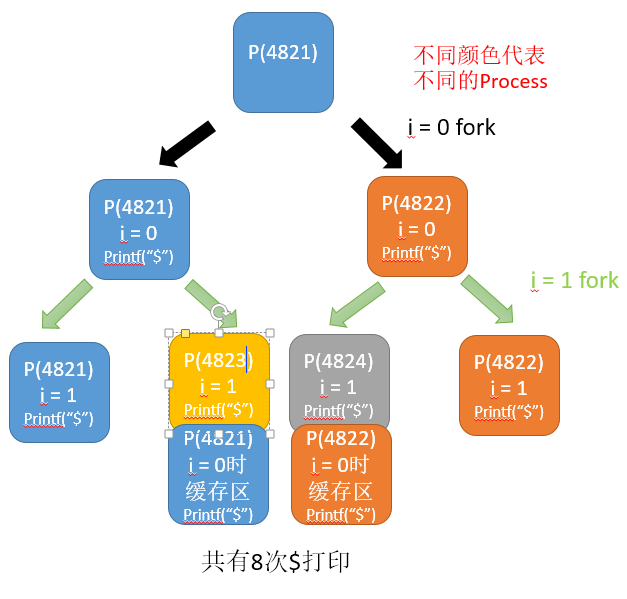 P(4821)
不同颜色代表
不同的Process
i = 0 fork
P(4821)
i = 0
Printf(“$”)
P(4822)
i = 0
Printf(“$”)
i = 1 fork
P(4821)
i = 1
Printf(“$”)
P(4823)
i = 1
Printf(“$”)
P(4824)
i = 1
Printf(“$”)
P(4822)
i = 1
Printf(“$”)
P(4821)
i = 0时
缓存区
Printf(“$”)
P(4822)
i = 0时
缓存区
Printf(“$”)
共有8次$打印